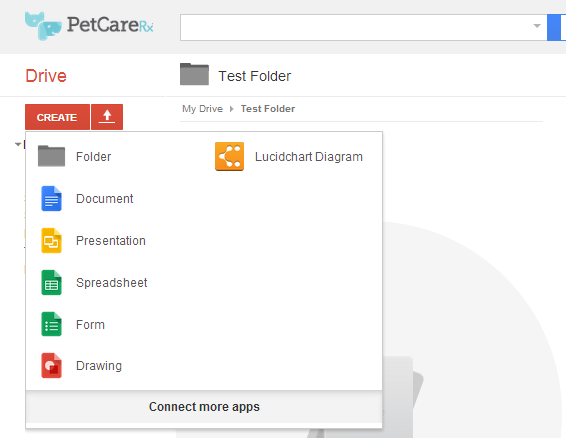 PetCareRx
Drive
Test Folder
CREATE
My Drive Test Folder
Folder
Lucidchart Diagram
Document
Presentation
Spreadsheet
Form
Drawing
Connect more apps